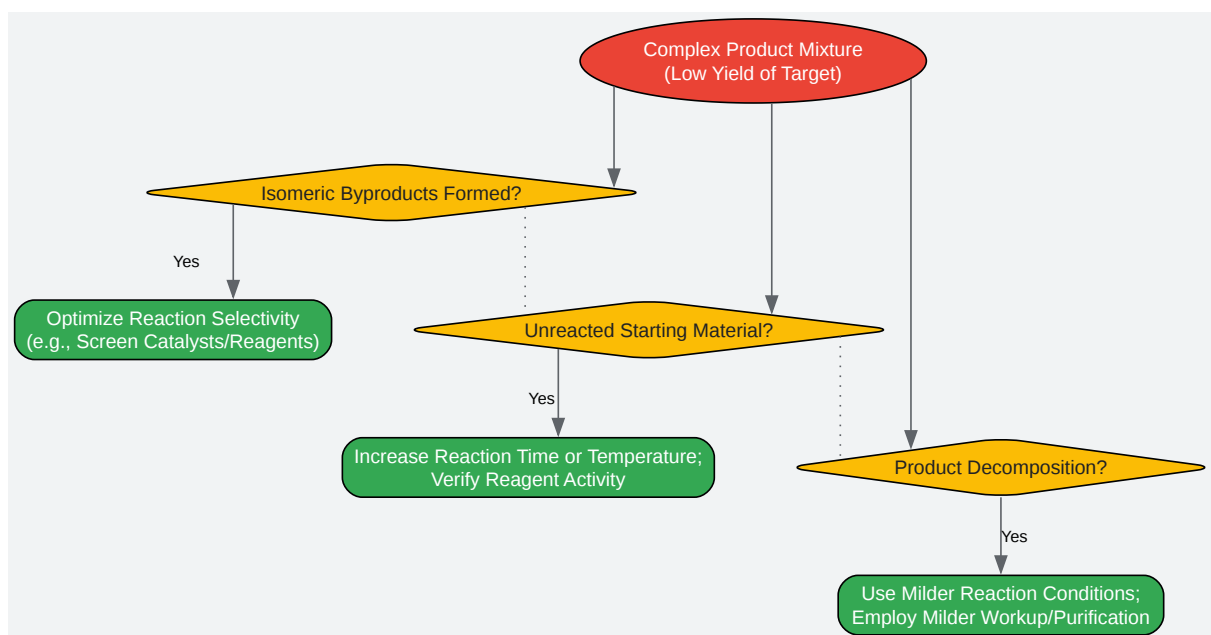 Complex Product Mixture
(Low Yield of Target)
Isomeric Byproducts Formed?
Yes
Optimize Reaction Selectivity
(e.g., Screen Catalysts/Reagents)
Unreacted Starting Material?
Yes
Increase Reaction Time or Temperature;
Verify Reagent Activity
Product Decomposition?
Yes
Use Milder Reaction Conditions;
Employ Milder Workup/Purification